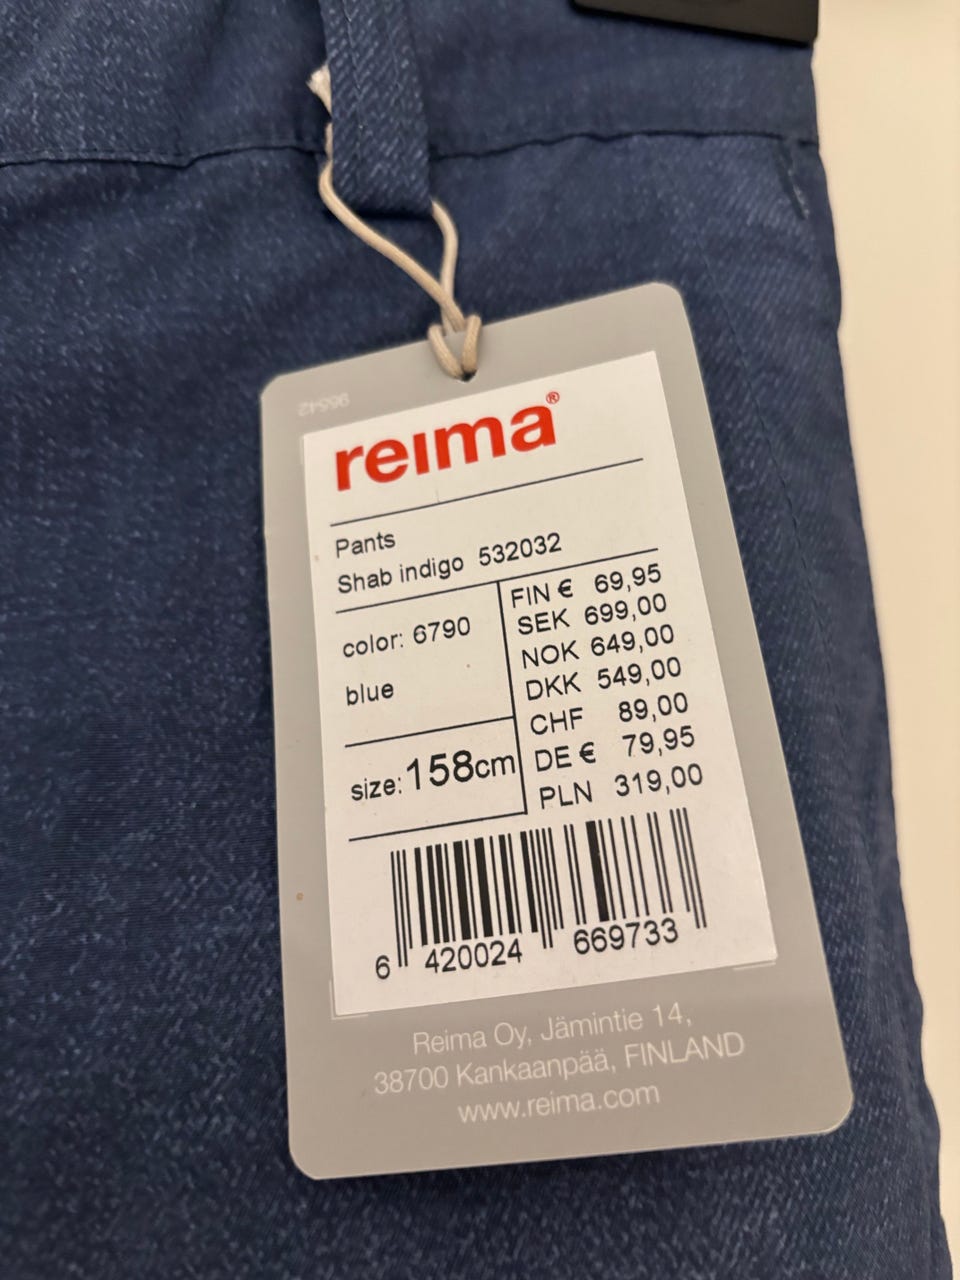 96542
reima®
Pants
Shab indigo 532032
color: 6790
blue
size: 158cm
FIN € 69,95
SEK 699,00
NOK 649,00
DKK 549,00
CHF 89,00
DE € 79,95
PLN 319,00
6 420024 669733
Reima Oy, Jämintie 14,
38700 Kankaanpää, FINLAND
www.reima.com